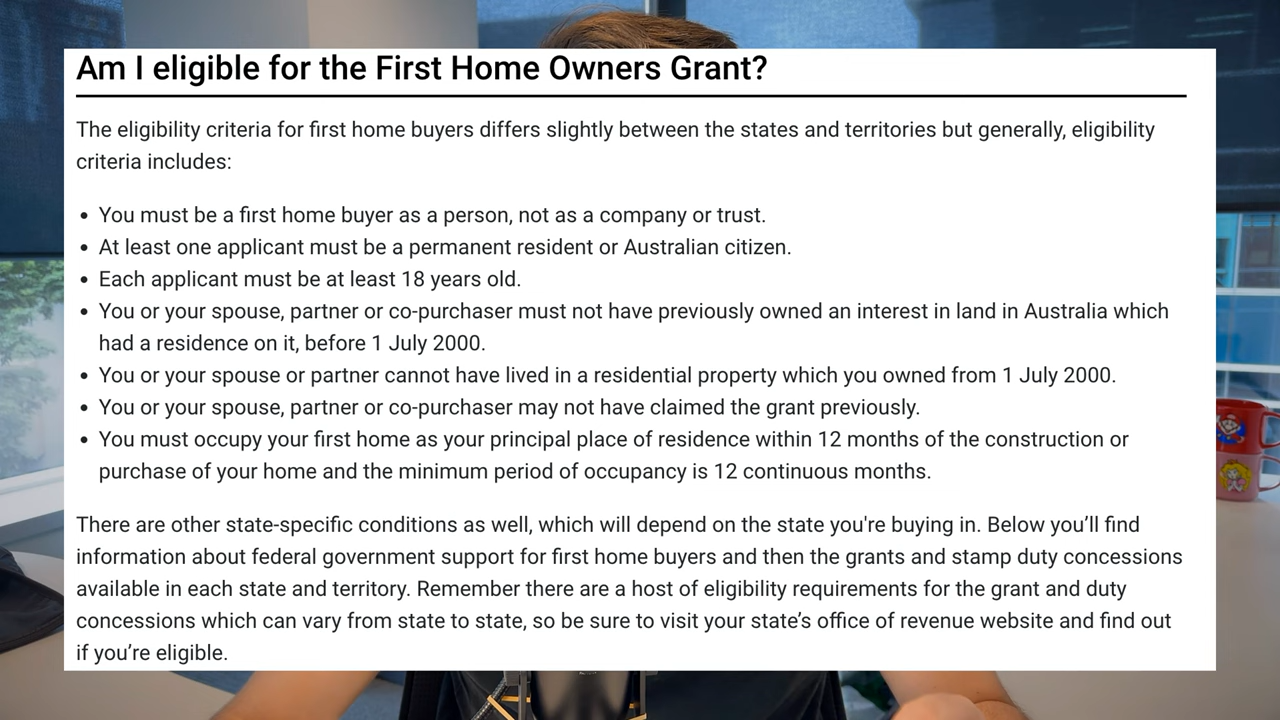 Am I eligible for the First Home Owners Grant?
The eligibility criteria for first home buyers differs slightly between the states and territories but generally, eligibility
criteria includes:
• You must be a first home buyer as a person, not as a company or trust.
• At least one applicant must be a permanent resident or Australian citizen.
• Each applicant must be at least 18 years old.
• You or your spouse, partner or co-purchaser must not have previously owned an interest in land in Australia which
had a residence on it, before 1 July 2000.
• You or your spouse or partner cannot have lived in a residential property which you owned from 1 July 2000.
• You or your spouse, partner or co-purchaser may not have claimed the grant previously.
• You must occupy your first home as your principal place of residence within 12 months of the construction or
purchase of your home and the minimum period of occupancy is 12 continuous months.
There are other state-specific conditions as well, which will depend on the state you're buying in. Below you’ll find
information about federal government support for first home buyers and then the grants and stamp duty concessions
available in each state and territory. Remember there are a host of eligibility requirements for the grant and duty
concessions which can vary from state to state, so be sure to visit your state’s office of revenue website and find out
if you’re eligible.